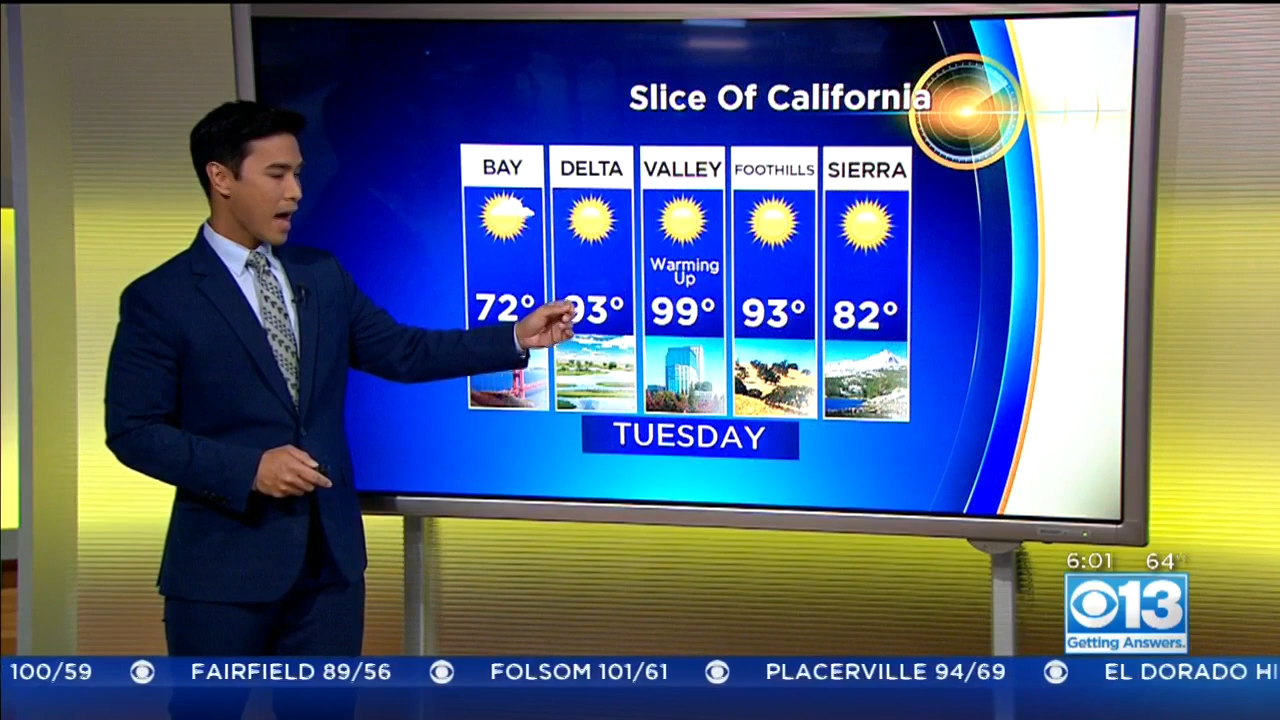 Slice Of California
BAY DELTA VALLEY FOOTHILLS SIERRA
Warming
Up
72° 93° 99° 93° 82°
TUESDAY
6:01 64°
13
Getting Answers.
100/59 FAIRFIELD 89/56 FOLSOM 101/61 PLACERVILLE 94/69 EL DORADO HI